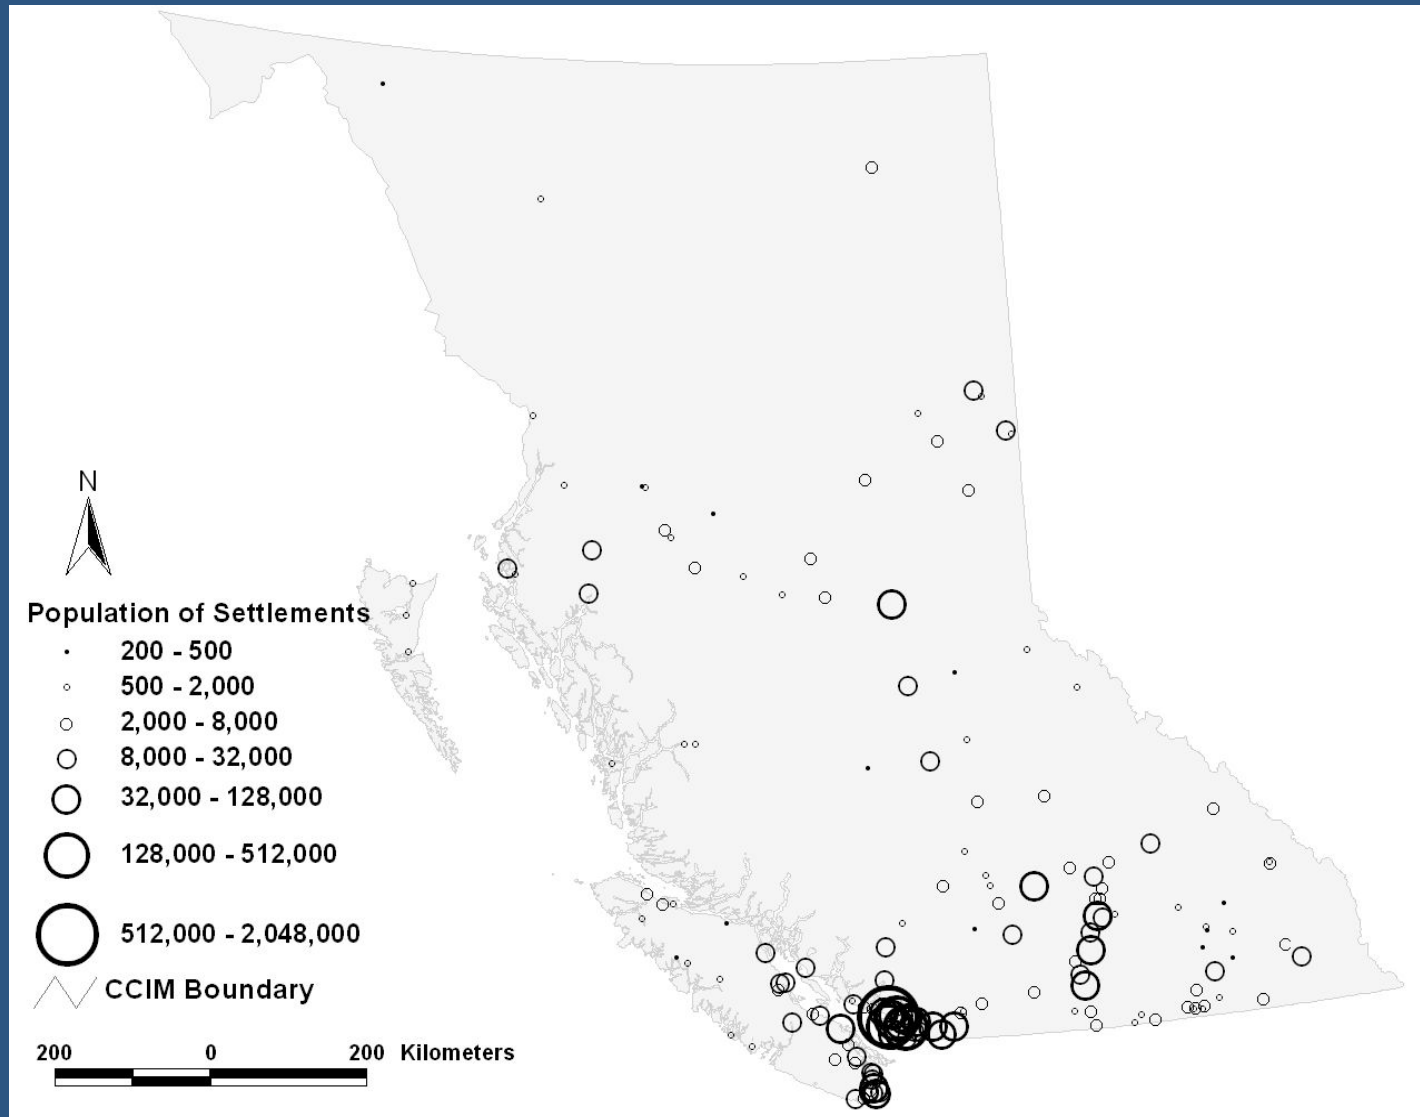 N
Population of Settlements
200 - 500
500 - 2,000
2,000 - 8,000
8,000 - 32,000
32,000 - 128,000
128,000 - 512,000
512,000 - 2,048,000
CCIM Boundary
200 0 200 Kilometers